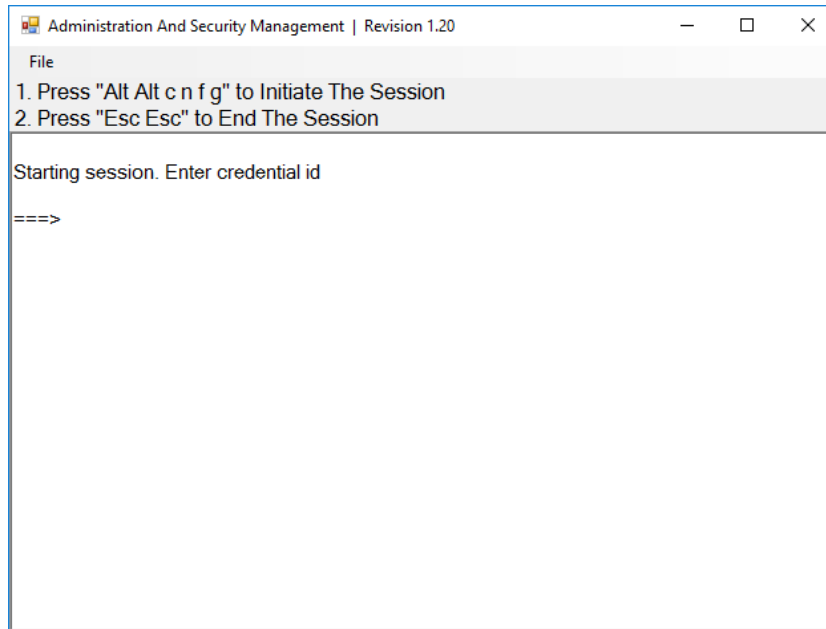 Administration And Security Management | Revision 1.20
File
1. Press "Alt Alt c n f g" to Initiate The Session
2. Press "Esc Esc" to End The Session
Starting session. Enter credential id
===>